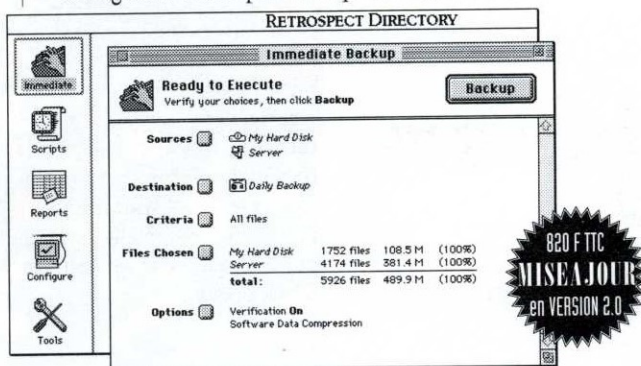 RETROSPECT DIRECTORY
Immediate
Scripts
Reports
Configure
Tools
Immediate Backup
Ready to Execute
Verify your choices, then click Backup
Backup
Sources
My Hard Disk
Server
Destination
Daily Backup
Criteria
All files
Files Chosen
My Hard Disk 1752 files 108.5 M (100%)
Server 4174 files 381.4 M (100%)
total: 5926 files 489.9 M (100%)
Options
Verification On
Software Data Compression
820 F TTC
MISE A JOUR
en VERSION 2.0